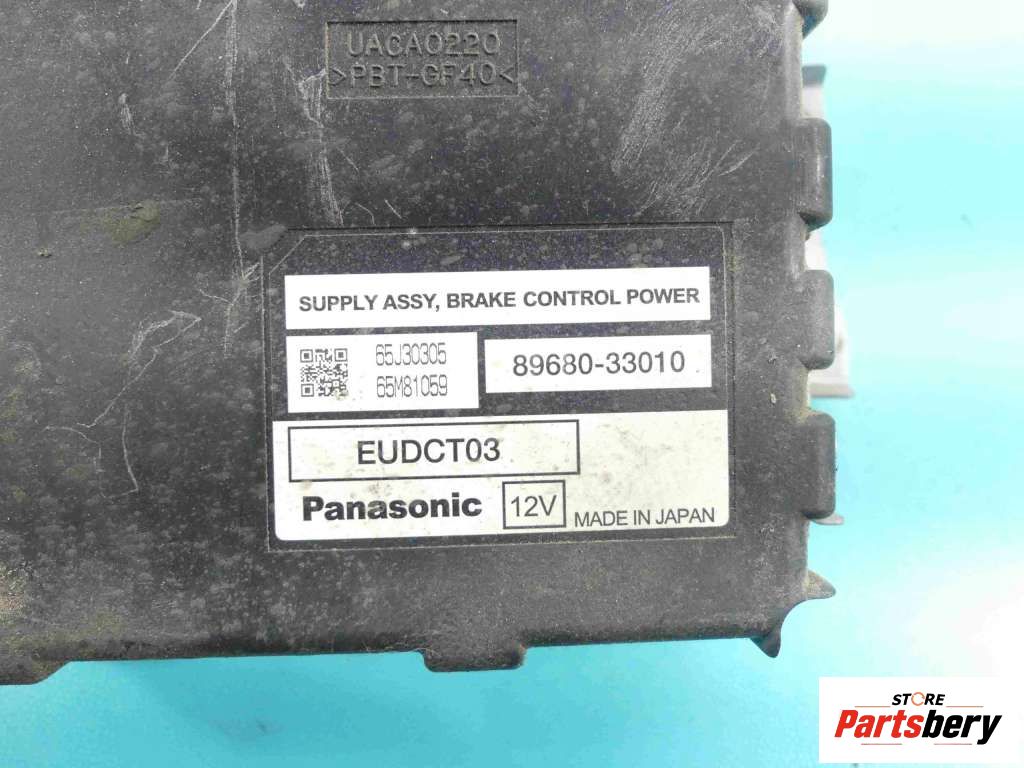 UACA0220
>PBT-GF40<
SUPPLY ASSY, BRAKE CONTROL POWER
65J30305
65M81059
89680-33010
EUDCT03
Panasonic
12V
MADE IN JAPAN
STORE
Partsbery